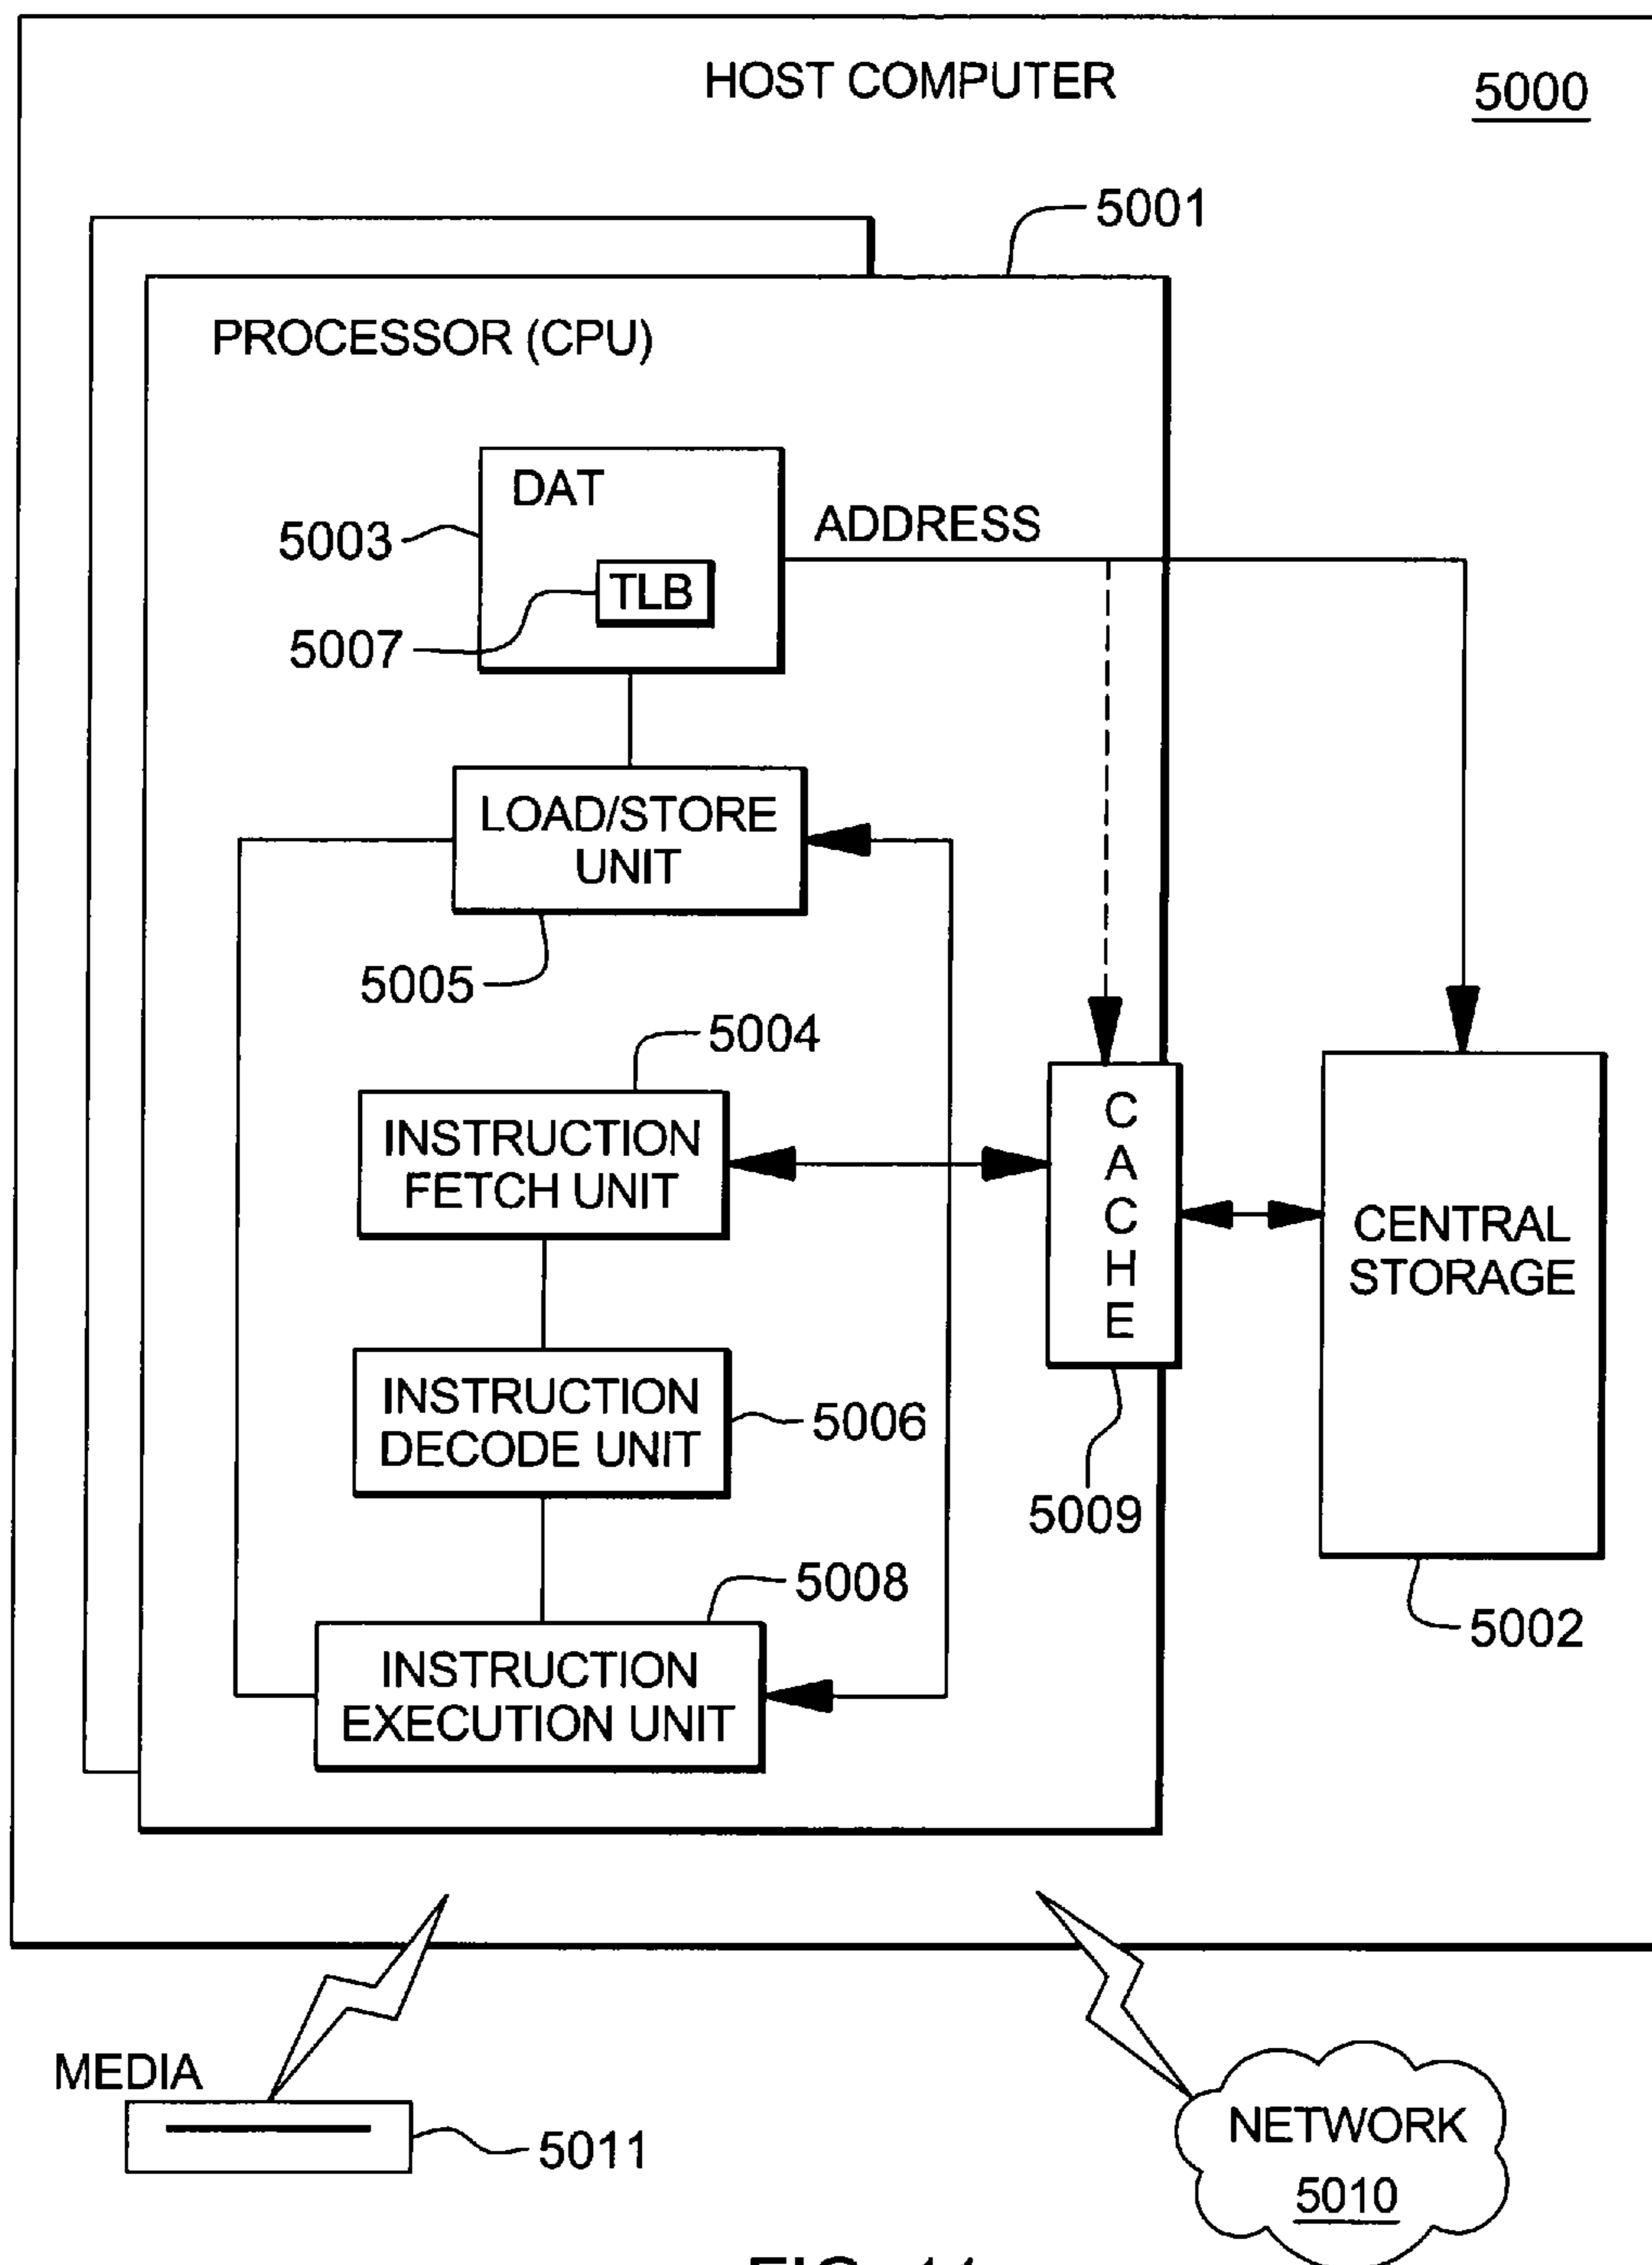 HOST COMPUTER
5000
5001
PROCESSOR (CPU)
DAT
5003
ADDRESS
TLB
5007
LOAD/STORE
UNIT
5005
5004
INSTRUCTION
FETCH UNIT
CACHE
CENTRAL
STORAGE
INSTRUCTION
DECODE UNIT
5006
5009
5008
INSTRUCTION
EXECUTION UNIT
5002
MEDIA
5011
NETWORK
5010